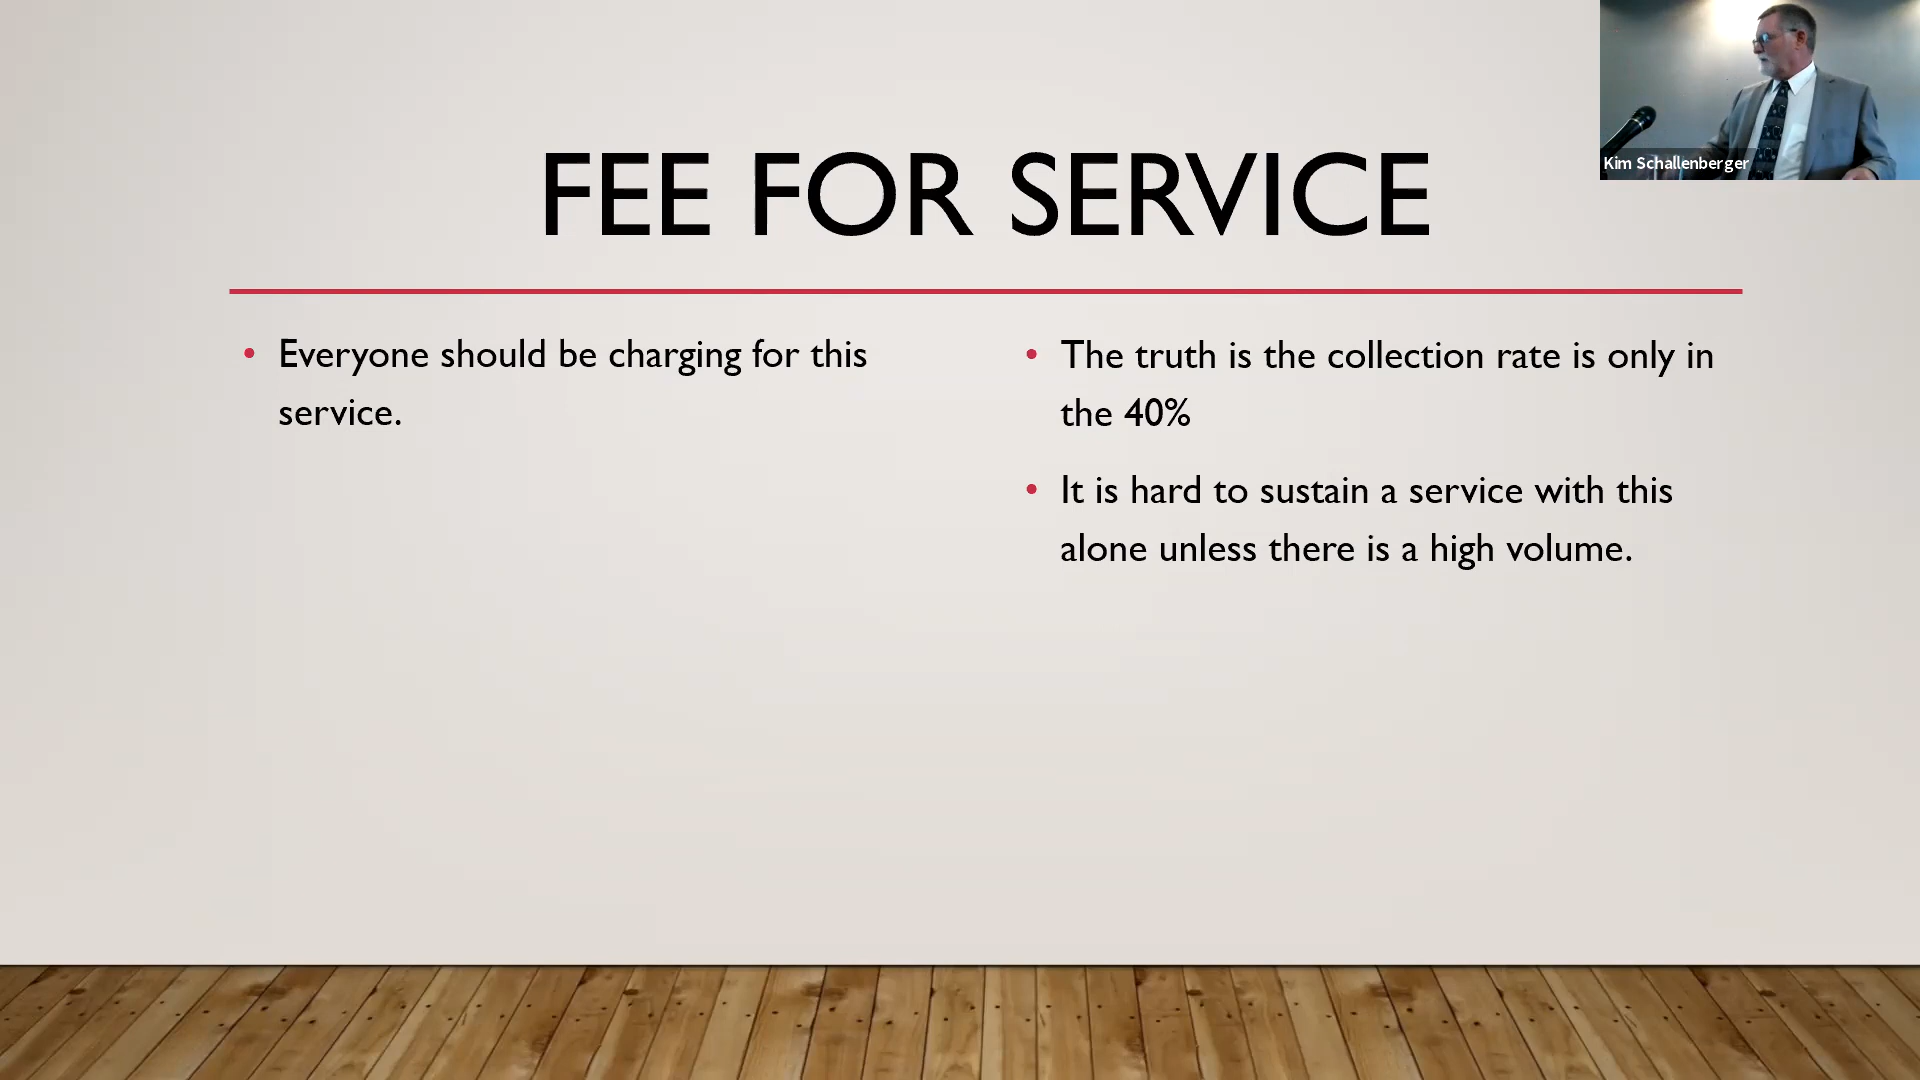 FEE FOR SERVICE
Kim Schallenberger
• Everyone should be charging for this
service.
• The truth is the collection rate is only in
the 40%
• It is hard to sustain a service with this
alone unless there is a high volume.